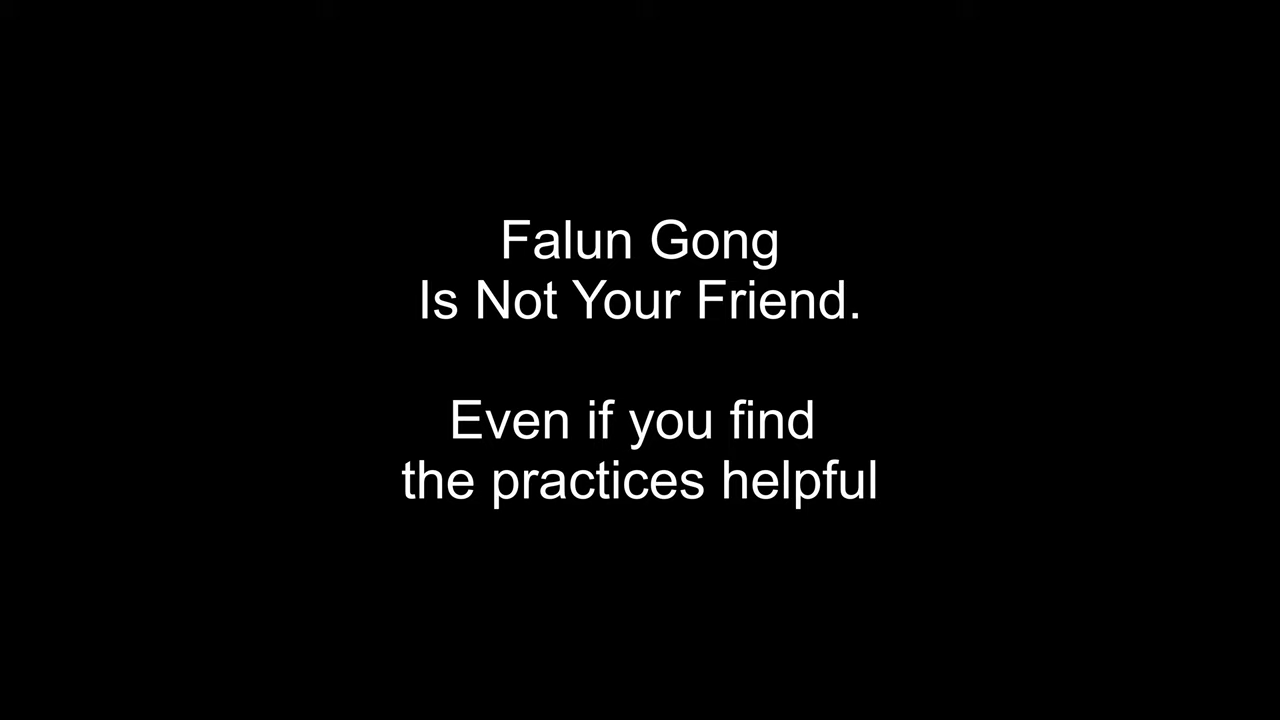 Falun Gong
Is Not Your Friend.
Even if you find
the practices helpful